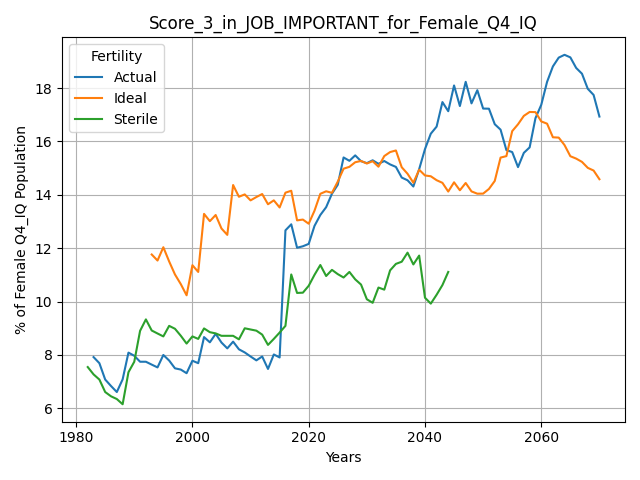 Score_3_in_JOB_IMPORTANT_for_Female_Q4_IQ
Fertility
Actual
Ideal
Sterile
% of Female Q4_IQ Population
18
16
14
12
10
8
6
1980
2000
2020
2040
2060
Years